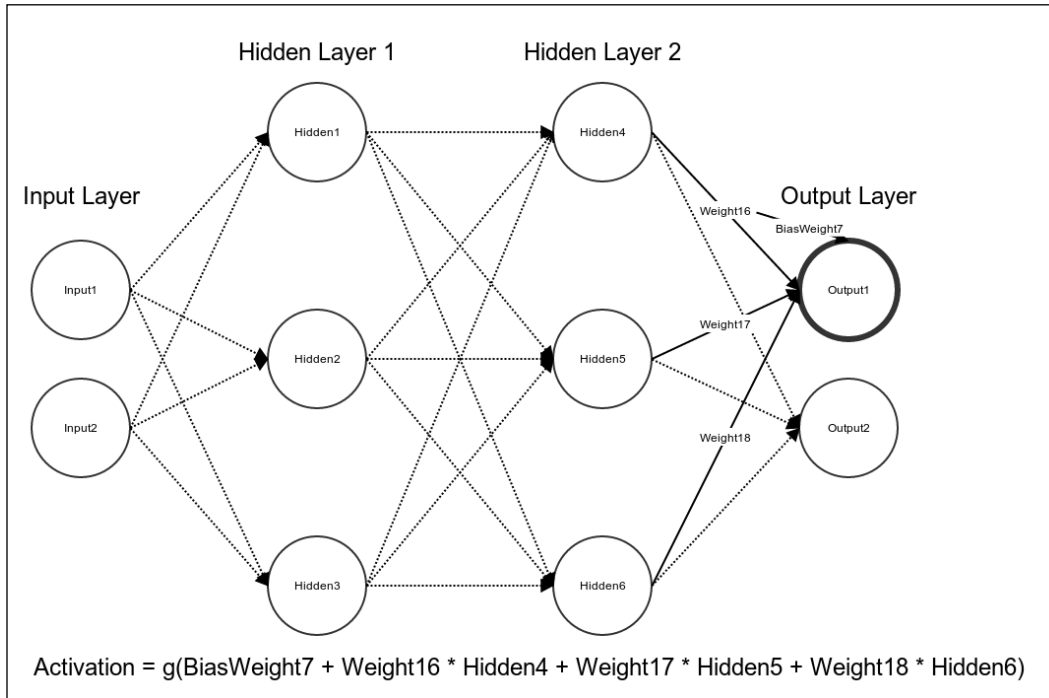 Hidden Layer 1
Hidden Layer 2
Input Layer
Output Layer
Hidden1
Hidden4
Weight16
BiasWeight7
Input1
Output1
Weight17
Hidden2
Hidden5
Input2
Weight18
Output2
Hidden3
Hidden6
Activation = g(BiasWeight7 + Weight16 * Hidden4 + Weight17 * Hidden5 + Weight18 * Hidden6)